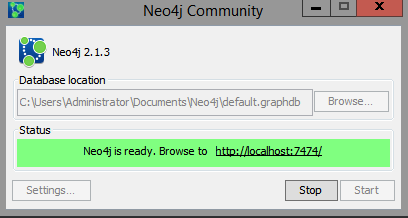 Neo4j Community
Neo4j 2.1.3
Database location
C:\Users\Administrator\Documents\Neo4j\default.graphdb Browse...
Status
Neo4j is ready. Browse to http://localhost:7474/
Settings... Stop Start